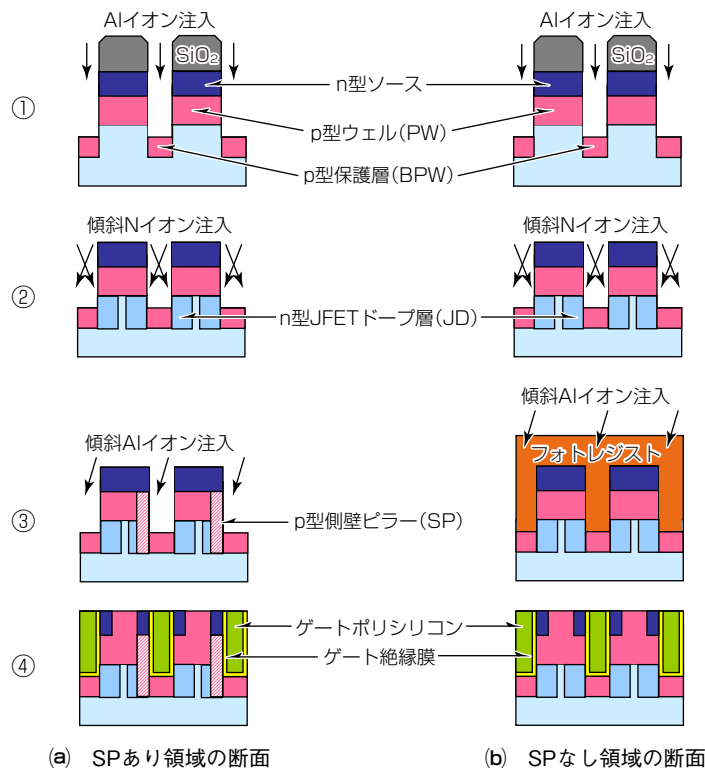 Alイオン注入
Alイオン注入
SiO₂
SiO₂
①
n型ソース
p型ウェル(PW)
p型保護層(BPW)
傾斜Nイオン注入
傾斜Nイオン注入
②
n型JFETドープ層(JD)
傾斜Alイオン注入
傾斜Alイオン注入
フォトレジスト
③
p型側壁ピラー(SP)
④
ゲートポリシリコン
ゲート絶縁膜
(a) SPあり領域の断面
(b) SPなし領域の断面